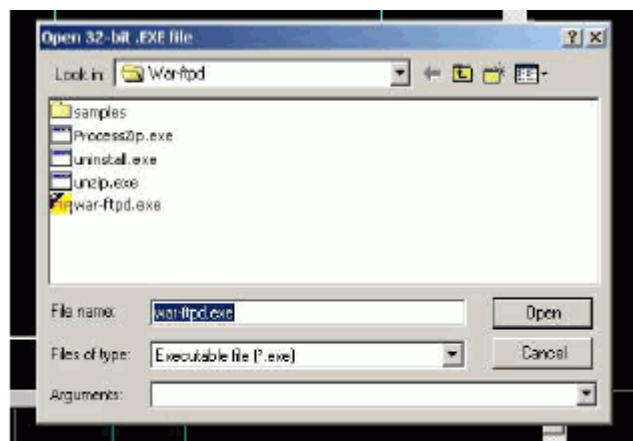 Open 32-bit .EXE file
Look in: War-ftpd
samples
ProcessZip.exe
uninstall.exe
unzip.exe
war-ftpd.exe
File name: war-ftpd.exe
Open
Files of type: Executable file (*.exe)
Cancel
Arguments: